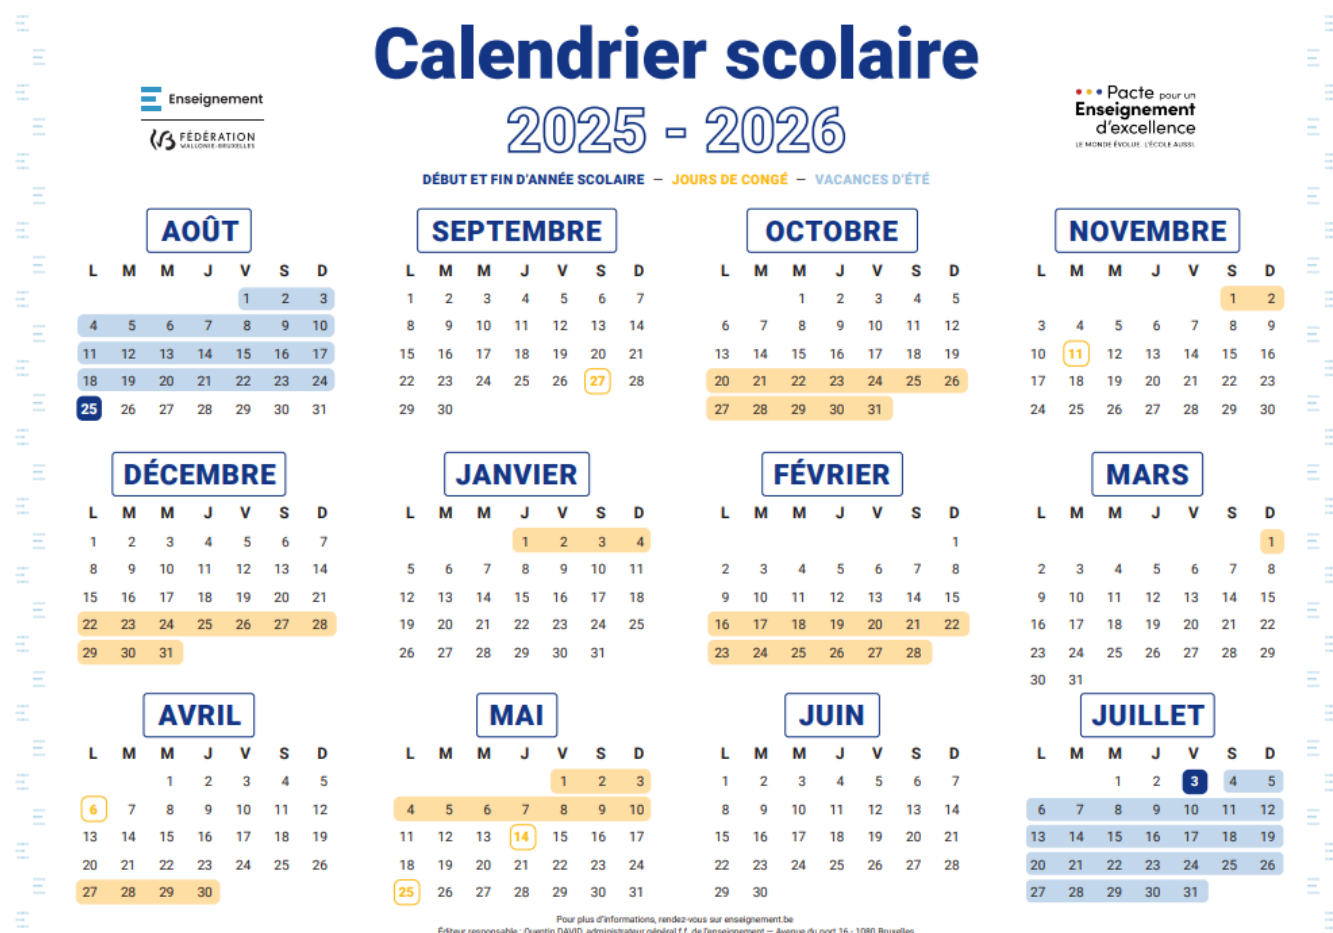 Calendrier scolaire
2025 - 2026
Enseignement
FÉDÉRATION
WALLONIE-BRUXELLES
Pacte pour un
Enseignement
d'excellence
LE MONDE ÉVOLUE. L'ÉCOLE AUSSI.
DÉBUT ET FIN D'ANNÉE SCOLAIRE — JOURS DE CONGÉ — VACANCES D'ÉTÉ
AOÛT
L M M J V S D
1 2 3
4 5 6 7 8 9 10
11 12 13 14 15 16 17
18 19 20 21 22 23 24
25 26 27 28 29 30 31
SEPTEMBRE
L M M J V S D
1 2 3 4 5 6 7
8 9 10 11 12 13 14
15 16 17 18 19 20 21
22 23 24 25 26 27 28
29 30
OCTOBRE
L M M J V S D
1 2 3 4 5
6 7 8 9 10 11 12
13 14 15 16 17 18 19
20 21 22 23 24 25 26
27 28 29 30 31
NOVEMBRE
L M M J V S D
1 2
3 4 5 6 7 8 9
10 11 12 13 14 15 16
17 18 19 20 21 22 23
24 25 26 27 28 29 30
DÉCEMBRE
L M M J V S D
1 2 3 4 5 6 7
8 9 10 11 12 13 14
15 16 17 18 19 20 21
22 23 24 25 26 27 28
29 30 31
JANVIER
L M M J V S D
1 2 3 4
5 6 7 8 9 10 11
12 13 14 15 16 17 18
19 20 21 22 23 24 25
26 27 28 29 30 31
FÉVRIER
L M M J V S D
1
2 3 4 5 6 7 8
9 10 11 12 13 14 15
16 17 18 19 20 21 22
23 24 25 26 27 28
MARS
L M M J V S D
1
2 3 4 5 6 7 8
9 10 11 12 13 14 15
16 17 18 19 20 21 22
23 24 25 26 27 28 29
30 31
AVRIL
L M M J V S D
1 2 3 4 5
6 7 8 9 10 11 12
13 14 15 16 17 18 19
20 21 22 23 24 25 26
27 28 29 30
MAI
L M M J V S D
1 2 3
4 5 6 7 8 9 10
11 12 13 14 15 16 17
18 19 20 21 22 23 24
25 26 27 28 29 30 31
JUIN
L M M J V S D
1 2 3 4 5 6 7
8 9 10 11 12 13 14
15 16 17 18 19 20 21
22 23 24 25 26 27 28
29 30
JUILLET
L M M J V S D
1 2 3 4 5
6 7 8 9 10 11 12
13 14 15 16 17 18 19
20 21 22 23 24 25 26
27 28 29 30 31
Pour plus d'informations, rendez-vous sur enseignement.be
Éditeur responsable : Quentin DAVID, administrateur général f.f. de l'enseignement — Avenue du port 16 - 1080 Bruxelles